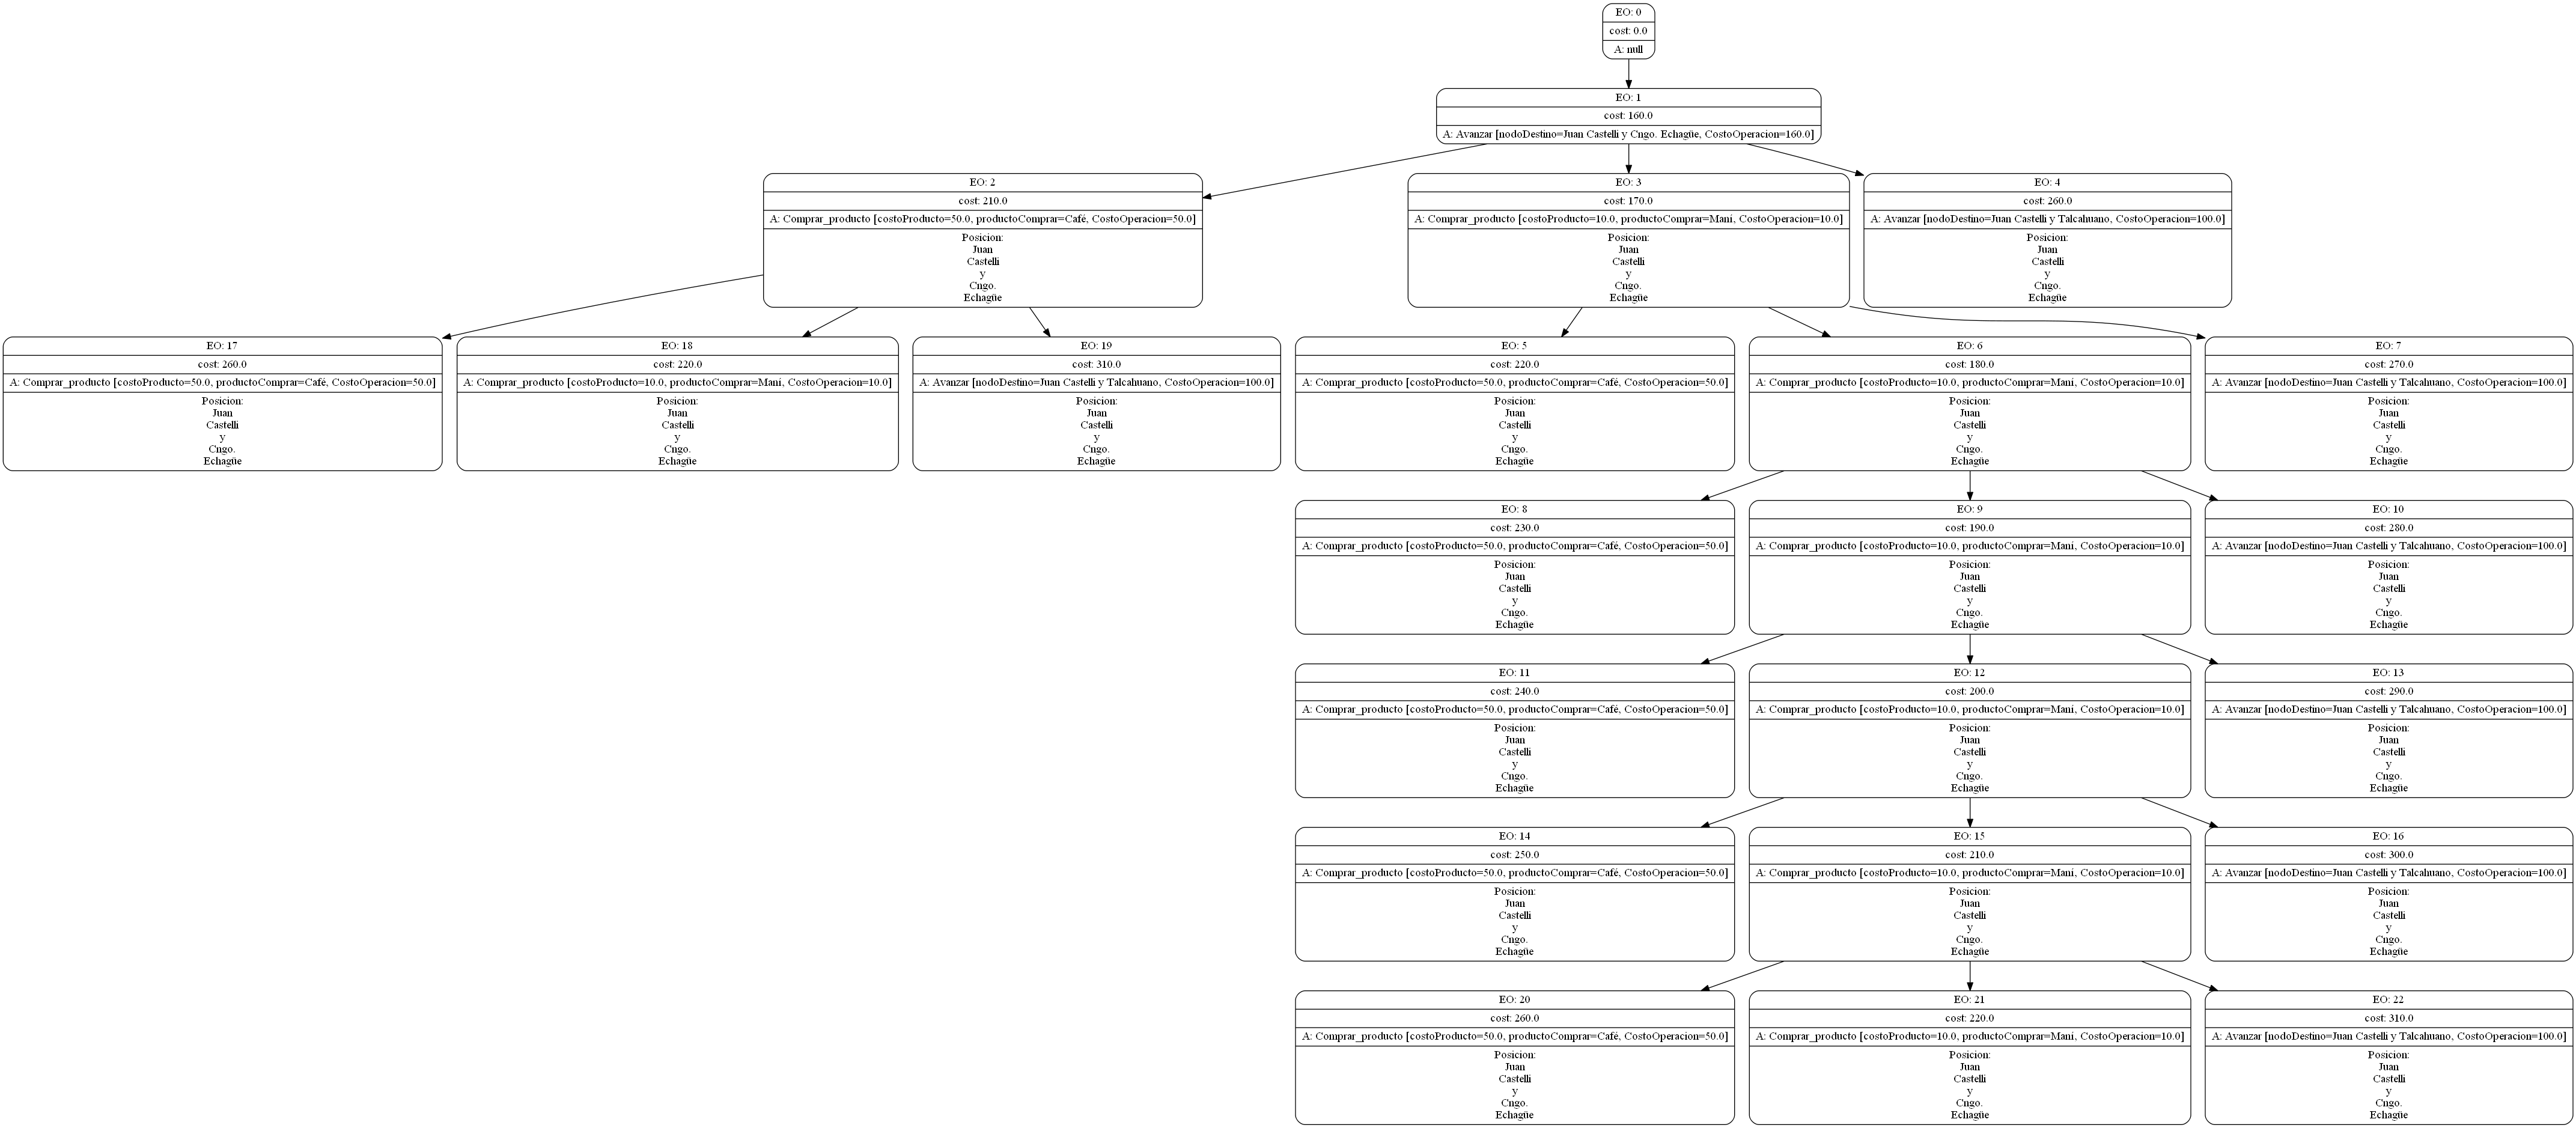 EO: 0
cost: 0.0
A: null
EO: 1
cost: 160.0
A: Avanzar [nodoDestino=Juan Castelli y Cngo. Echagüe, CostoOperacion=160.0]
EO: 2
cost: 210.0
A: Comprar_producto [costoProducto=50.0, productoComprar=Café, CostoOperacion=50.0]
Posicion:
Juan
Castelli
y
Cngo.
Echagüe
EO: 3
cost: 170.0
A: Comprar_producto [costoProducto=10.0, productoComprar=Maní, CostoOperacion=10.0]
Posicion:
Juan
Castelli
y
Cngo.
Echagüe
EO: 4
cost: 260.0
A: Avanzar [nodoDestino=Juan Castelli y Talcahuano, CostoOperacion=100.0]
Posicion:
Juan
Castelli
y
Cngo.
Echagüe
EO: 17
cost: 260.0
A: Comprar_producto [costoProducto=50.0, productoComprar=Café, CostoOperacion=50.0]
Posicion:
Juan
Castelli
y
Cngo.
Echagüe
EO: 18
cost: 220.0
A: Comprar_producto [costoProducto=10.0, productoComprar=Maní, CostoOperacion=10.0]
Posicion:
Juan
Castelli
y
Cngo.
Echagüe
EO: 19
cost: 310.0
A: Avanzar [nodoDestino=Juan Castelli y Talcahuano, CostoOperacion=100.0]
Posicion:
Juan
Castelli
y
Cngo.
Echagüe
EO: 5
cost: 220.0
A: Comprar_producto [costoProducto=50.0, productoComprar=Café, CostoOperacion=50.0]
Posicion:
Juan
Castelli
y
Cngo.
Echagüe
EO: 6
cost: 180.0
A: Comprar_producto [costoProducto=10.0, productoComprar=Maní, CostoOperacion=10.0]
Posicion:
Juan
Castelli
y
Cngo.
Echagüe
EO: 7
cost: 270.0
A: Avanzar [nodoDestino=Juan Castelli y Talcahuano, CostoOperacion=100.0]
Posicion:
Juan
Castelli
y
Cngo.
Echagüe
EO: 8
cost: 230.0
A: Comprar_producto [costoProducto=50.0, productoComprar=Café, CostoOperacion=50.0]
Posicion:
Juan
Castelli
y
Cngo.
Echagüe
EO: 9
cost: 190.0
A: Comprar_producto [costoProducto=10.0, productoComprar=Maní, CostoOperacion=10.0]
Posicion:
Juan
Castelli
y
Cngo.
Echagüe
EO: 10
cost: 280.0
A: Avanzar [nodoDestino=Juan Castelli y Talcahuano, CostoOperacion=100.0]
Posicion:
Juan
Castelli
y
Cngo.
Echagüe
EO: 11
cost: 240.0
A: Comprar_producto [costoProducto=50.0, productoComprar=Café, CostoOperacion=50.0]
Posicion:
Juan
Castelli
y
Cngo.
Echagüe
EO: 12
cost: 200.0
A: Comprar_producto [costoProducto=10.0, productoComprar=Maní, CostoOperacion=10.0]
Posicion:
Juan
Castelli
y
Cngo.
Echagüe
EO: 13
cost: 290.0
A: Avanzar [nodoDestino=Juan Castelli y Talcahuano, CostoOperacion=100.0]
Posicion:
Juan
Castelli
y
Cngo.
Echagüe
EO: 14
cost: 250.0
A: Comprar_producto [costoProducto=50.0, productoComprar=Café, CostoOperacion=50.0]
Posicion:
Juan
Castelli
y
Cngo.
Echagüe
EO: 15
cost: 210.0
A: Comprar_producto [costoProducto=10.0, productoComprar=Maní, CostoOperacion=10.0]
Posicion:
Juan
Castelli
y
Cngo.
Echagüe
EO: 16
cost: 300.0
A: Avanzar [nodoDestino=Juan Castelli y Talcahuano, CostoOperacion=100.0]
Posicion:
Juan
Castelli
y
Cngo.
Echagüe
EO: 20
cost: 260.0
A: Comprar_producto [costoProducto=50.0, productoComprar=Café, CostoOperacion=50.0]
Posicion:
Juan
Castelli
y
Cngo.
Echagüe
EO: 21
cost: 220.0
A: Comprar_producto [costoProducto=10.0, productoComprar=Maní, CostoOperacion=10.0]
Posicion:
Juan
Castelli
y
Cngo.
Echagüe
EO: 22
cost: 310.0
A: Avanzar [nodoDestino=Juan Castelli y Talcahuano, CostoOperacion=100.0]
Posicion:
Juan
Castelli
y
Cngo.
Echagüe